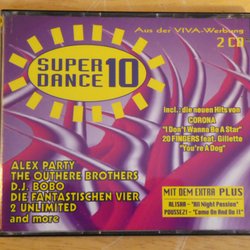 Aus der VIVA-Werbung
2 CD
SUPER 10
DANCE
incl.: die neuen Hits von
CORONA
"I Don't Wanna Be A Star"
20 FINGERS feat. Gillette
"You're A Dog"
ALEX PARTY
THE OUTHERE BROTHERS
D.J. BOBO
DIE FANTASTISCHEN VIER
2 UNLIMITED
and more
MIT DEM EXTRA PLUS
ALISHA - "All Night Passion"
POUSSEZ! - "Come On And Do It"